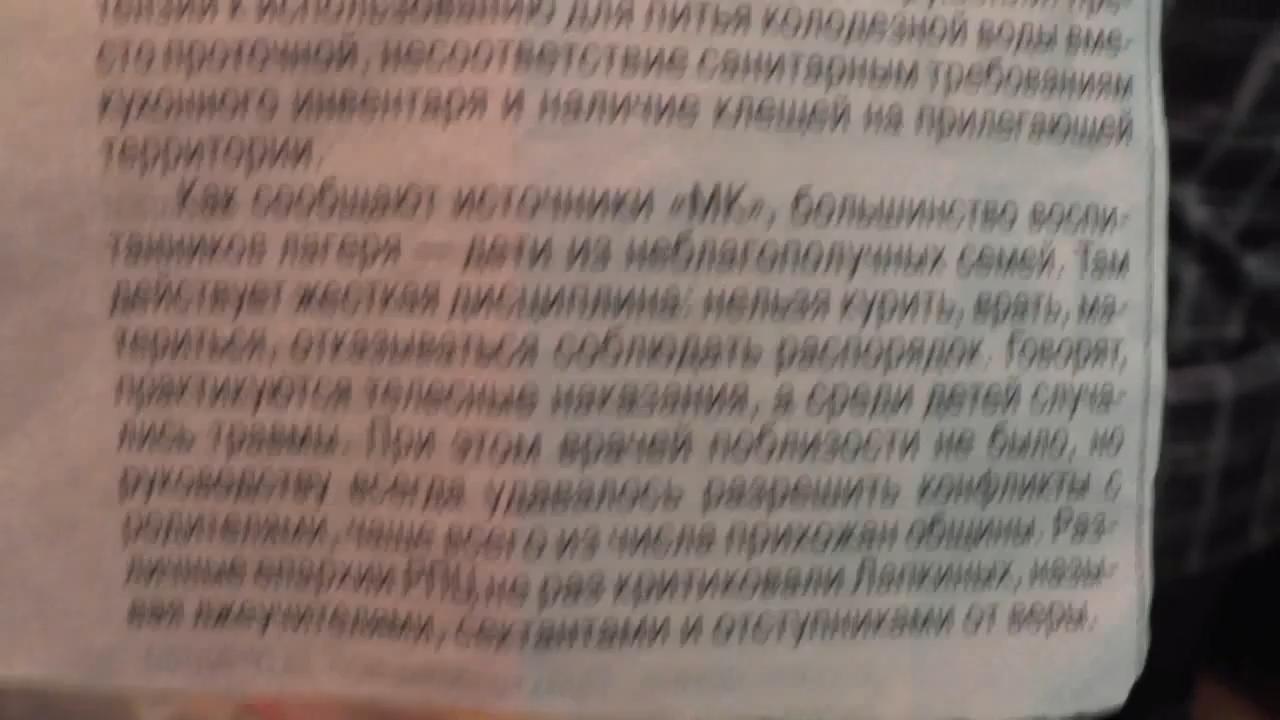 тензии к использованию для питья колодезной воды вме-
сто проточной, несоответствие санитарным требованиям
кухонного инвентаря и наличие клещей на прилегающей
территории.
Как сообщают источники «МК», большинство воспи-
танников лагеря — дети из неблагополучных семей. Там
действует жесткая дисциплина: нельзя курить, врать, ма-
териться, отказываться соблюдать распорядок. Говорят,
практикуются телесные наказания, а среди детей случа-
лись травмы. При этом врачей поблизости не было, но
руководству всегда удавалось разрешить конфликты с
родителями, чаще всего из числа прихожан общины. Раз-
личные епархии РПЦ не раз критиковали Лапкиных, назы-
вая лжеучителями, сектантами и отступниками от веры.